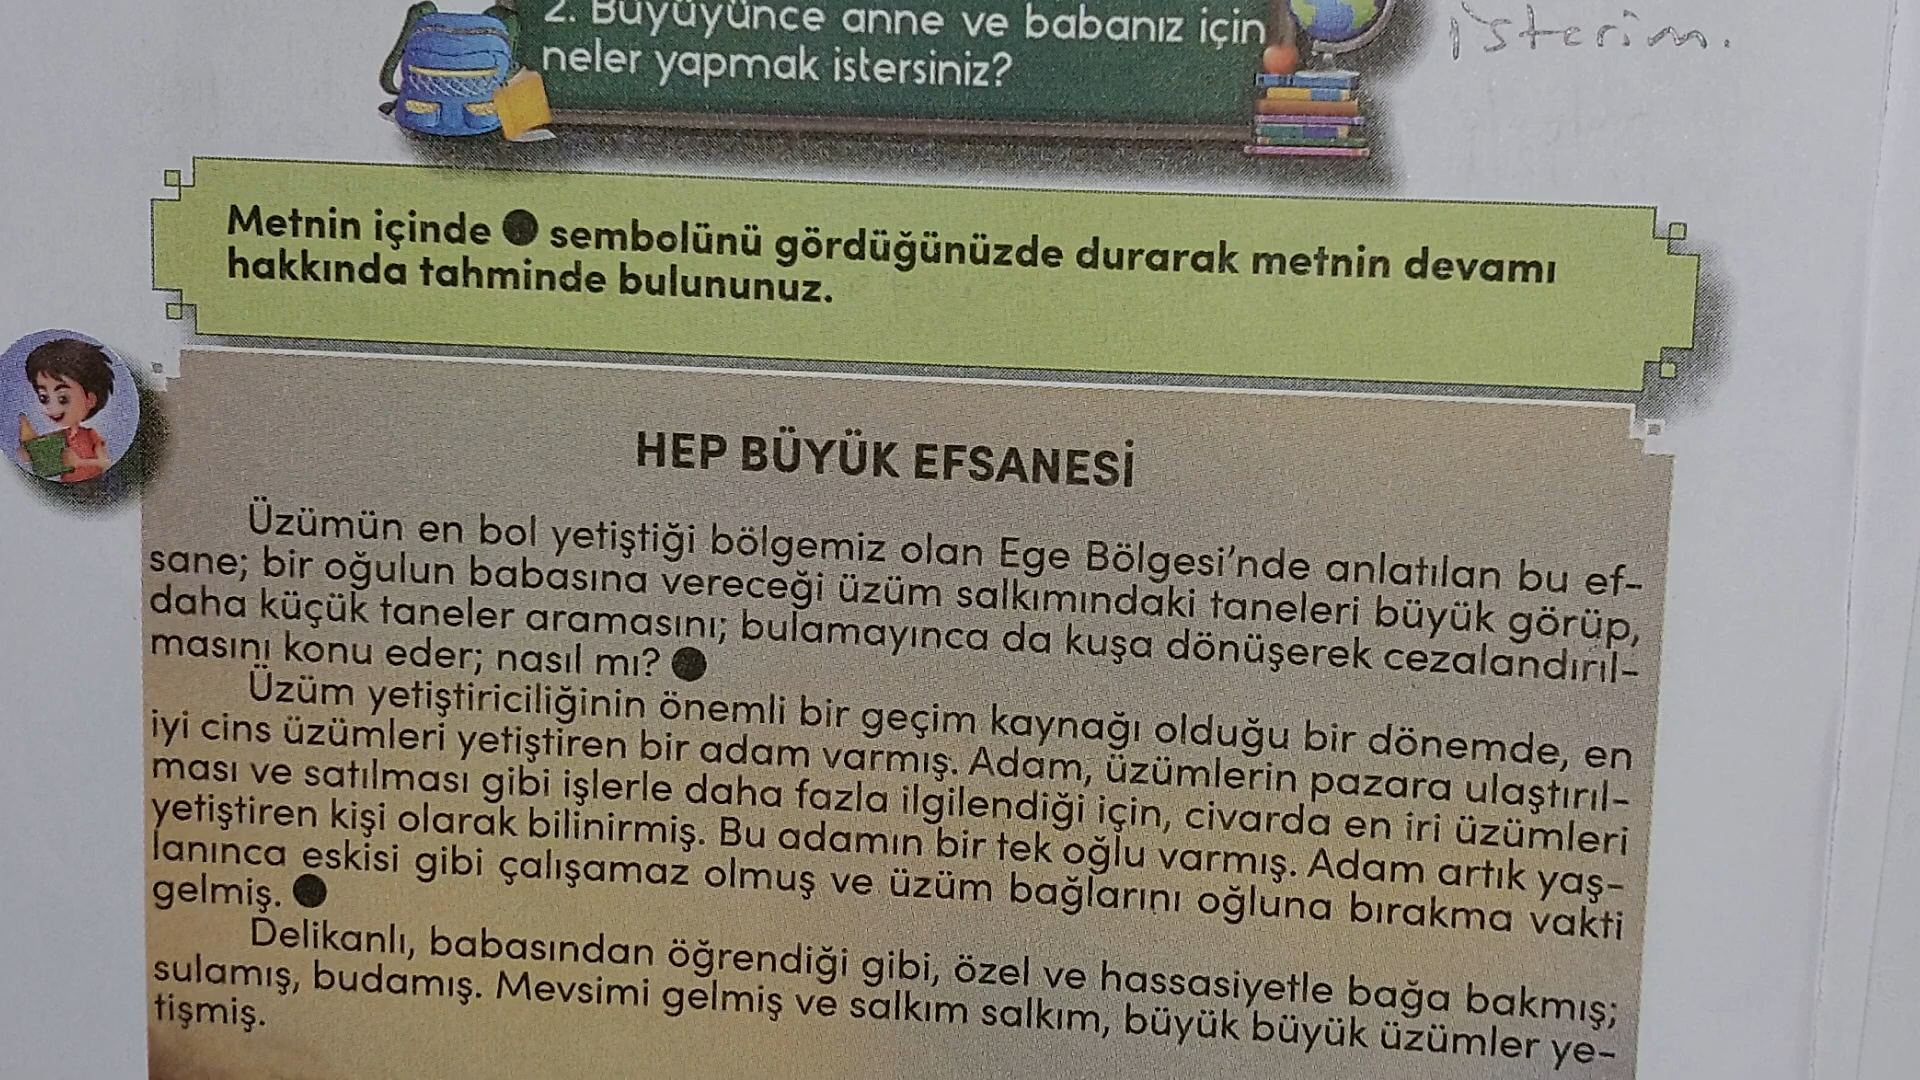 2. Büyüyünce anne ve babanız için
neler yapmak istersiniz?
isterim.
Metnin içinde ● sembolünü gördüğünüzde durarak metnin devamı
hakkında tahminde bulununuz.
HEP BÜYÜK EFSANESİ
Üzümün en bol yetiştiği bölgemiz olan Ege Bölgesi'nde anlatılan bu ef-
sane; bir oğulun babasına vereceği üzüm salkımındaki taneleri büyük görüp,
daha küçük taneler aramasını; bulamayınca da kuşa dönüşerek cezalandırıl-
masını konu eder; nasıl mı? ●
Üzüm yetiştiriciliğinin önemli bir geçim kaynağı olduğu bir dönemde, en
iyi cins üzümleri yetiştiren bir adam varmış. Adam, üzümlerin pazara ulaştırıl-
ması ve satılması gibi işlerle daha fazla ilgilendiği için, civarda en iri üzümleri
yetiştiren kişi olarak bilinirmiş. Bu adamın bir tek oğlu varmış. Adam artık yaş-
lanınca eskisi gibi çalışamaz olmuş ve üzüm bağlarını oğluna bırakma vakti
gelmiş. ●
Delikanlı, babasından öğrendiği gibi, özel ve hassasiyetle bağa bakmış;
sulamış, budamış. Mevsimi gelmiş ve salkım salkım, büyük büyük üzümler ye-
tişmiş.